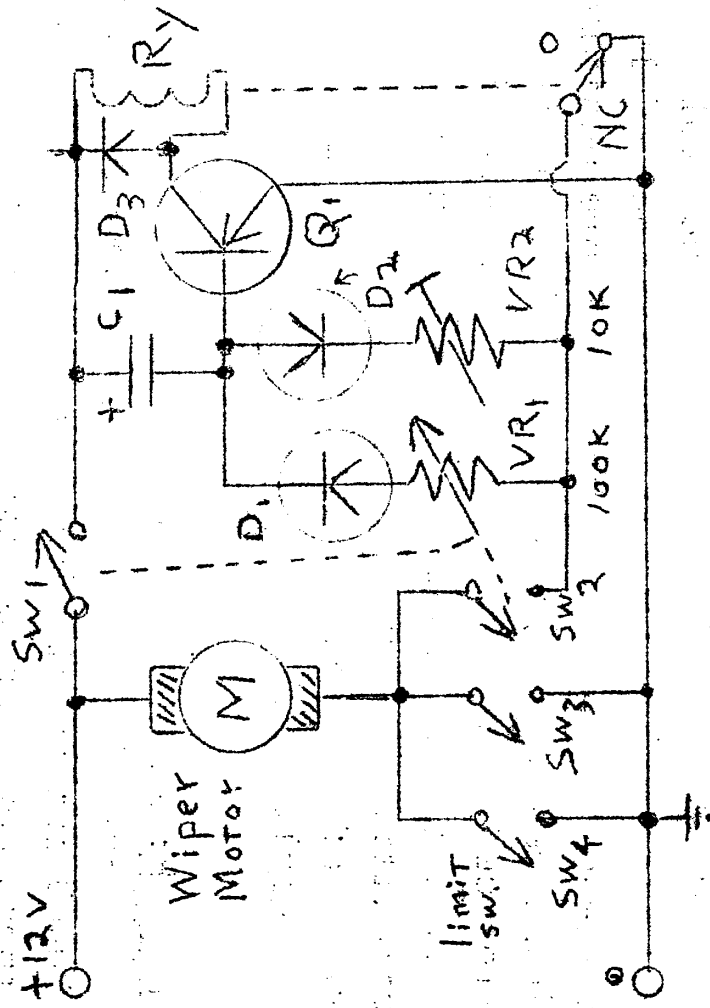 +12V
SW1
+
C1
D3
RY
Q1
Wiper
Motor
M
D1
D2
VR1
VR2
limit
SW.
SW4
SW3
SW2
100K
10K
NC
O